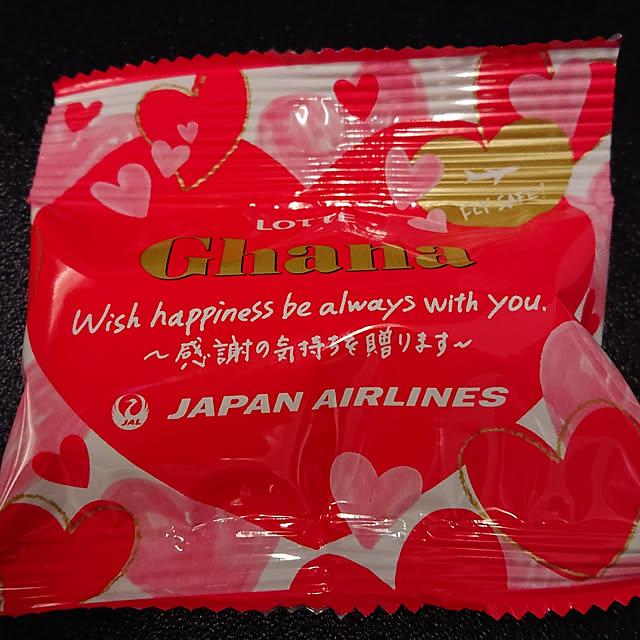 FLY SAFE!
LOTTE
Ghana
Wish happiness be always with you.
～感謝の気持ちを贈ります～
JAL JAPAN AIRLINES